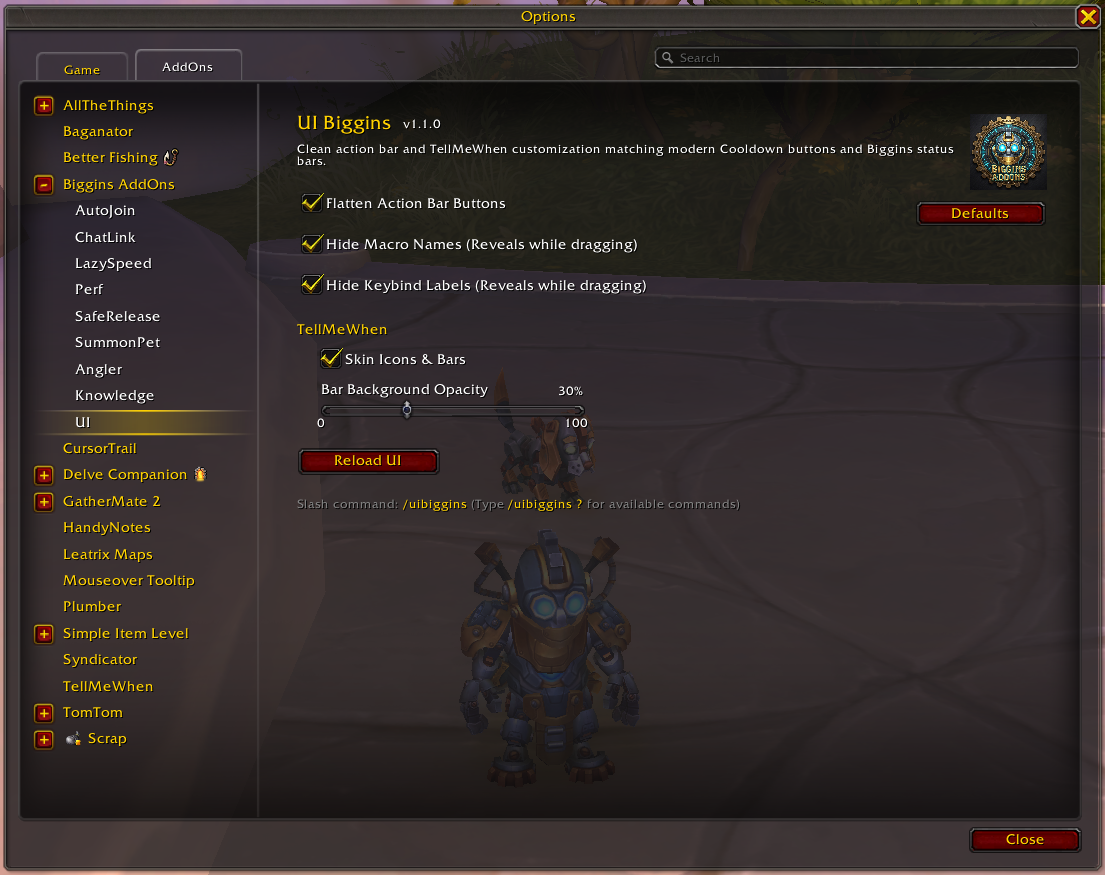 Options
Game
AddOns
Search
AllTheThings
Baganator
Better Fishing
Biggins AddOns
AutoJoin
ChatLink
LazySpeed
Perf
SafeRelease
SummonPet
Angler
Knowledge
UI
CursorTrail
Delve Companion
GatherMate 2
HandyNotes
Leatrix Maps
Mouseover Tooltip
Plumber
Simple Item Level
Syndicator
TellMeWhen
TomTom
Scrap
UI Biggins v1.1.0
Clean action bar and TellMeWhen customization matching modern Cooldown buttons and Biggins status
bars.
BIGGINS
ADDONS
Defaults
Flatten Action Bar Buttons
Hide Macro Names (Reveals while dragging)
Hide Keybind Labels (Reveals while dragging)
TellMeWhen
Skin Icons & Bars
Bar Background Opacity 30%
0 100
Reload UI
Slash command: /uibiggins (Type /uibiggins ? for available commands)
Close